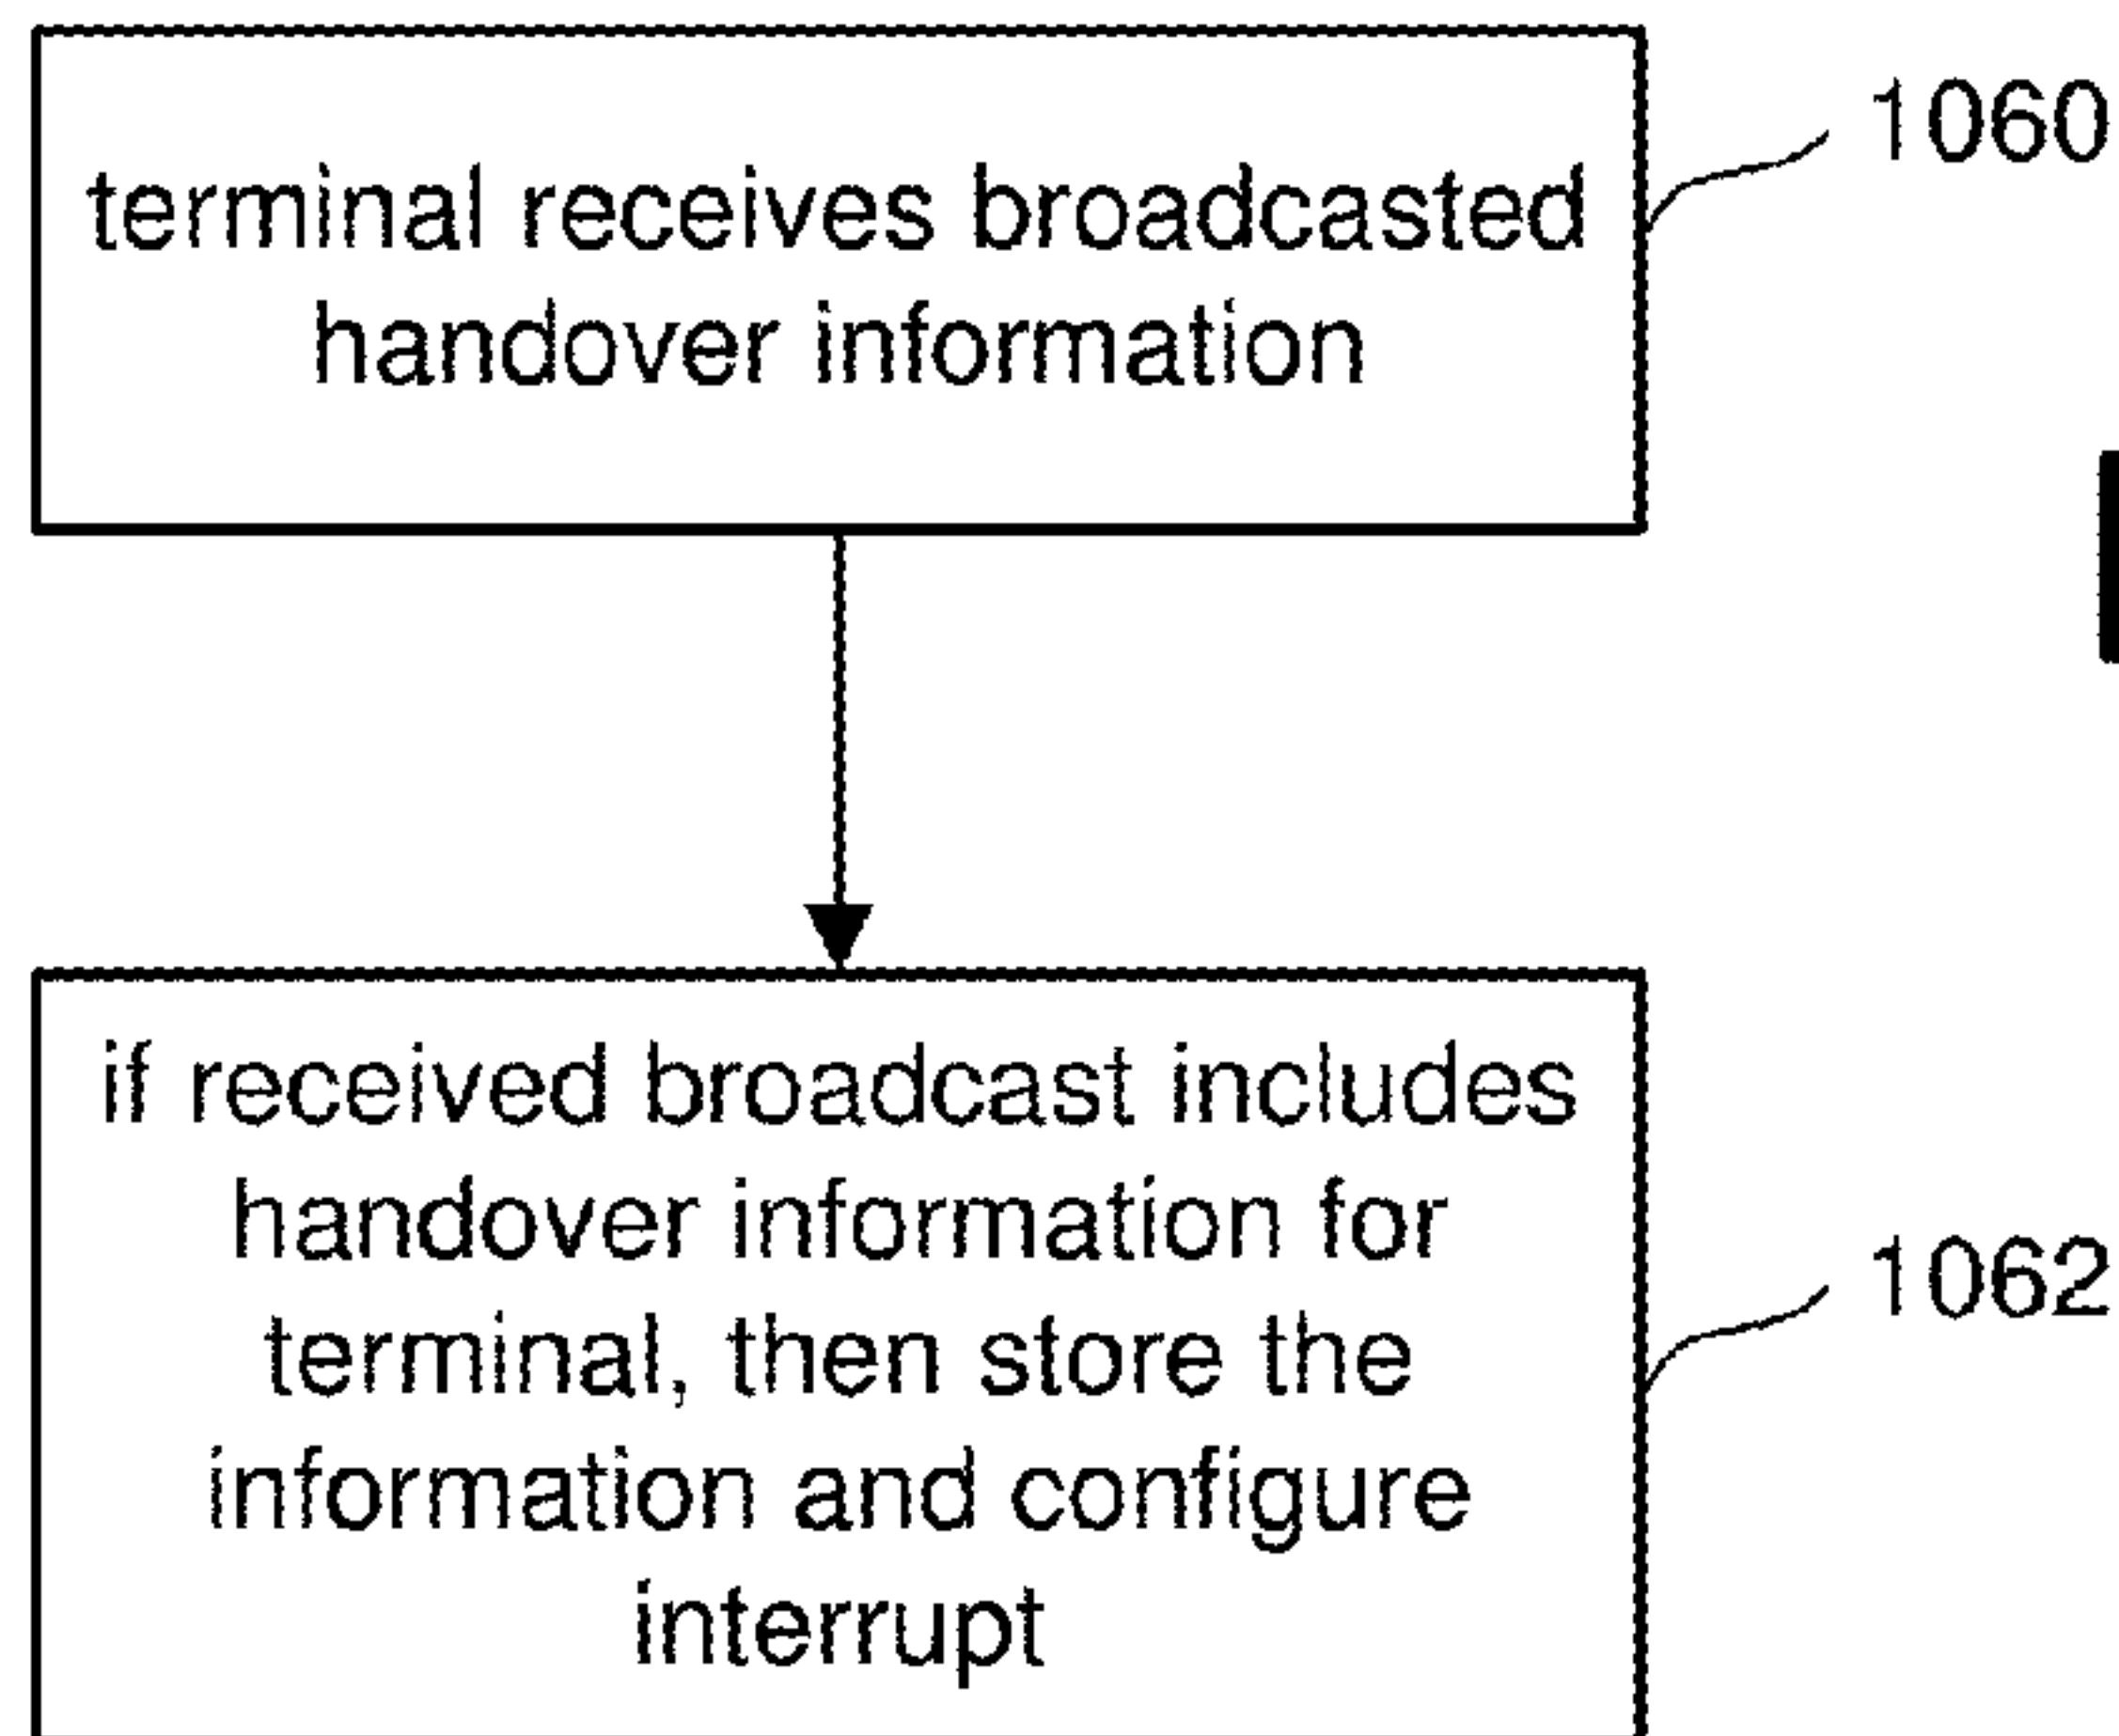 terminal receives broadcasted
handover information
1060
if received broadcast includes
handover information for
terminal, then store the
information and configure
interrupt
1062